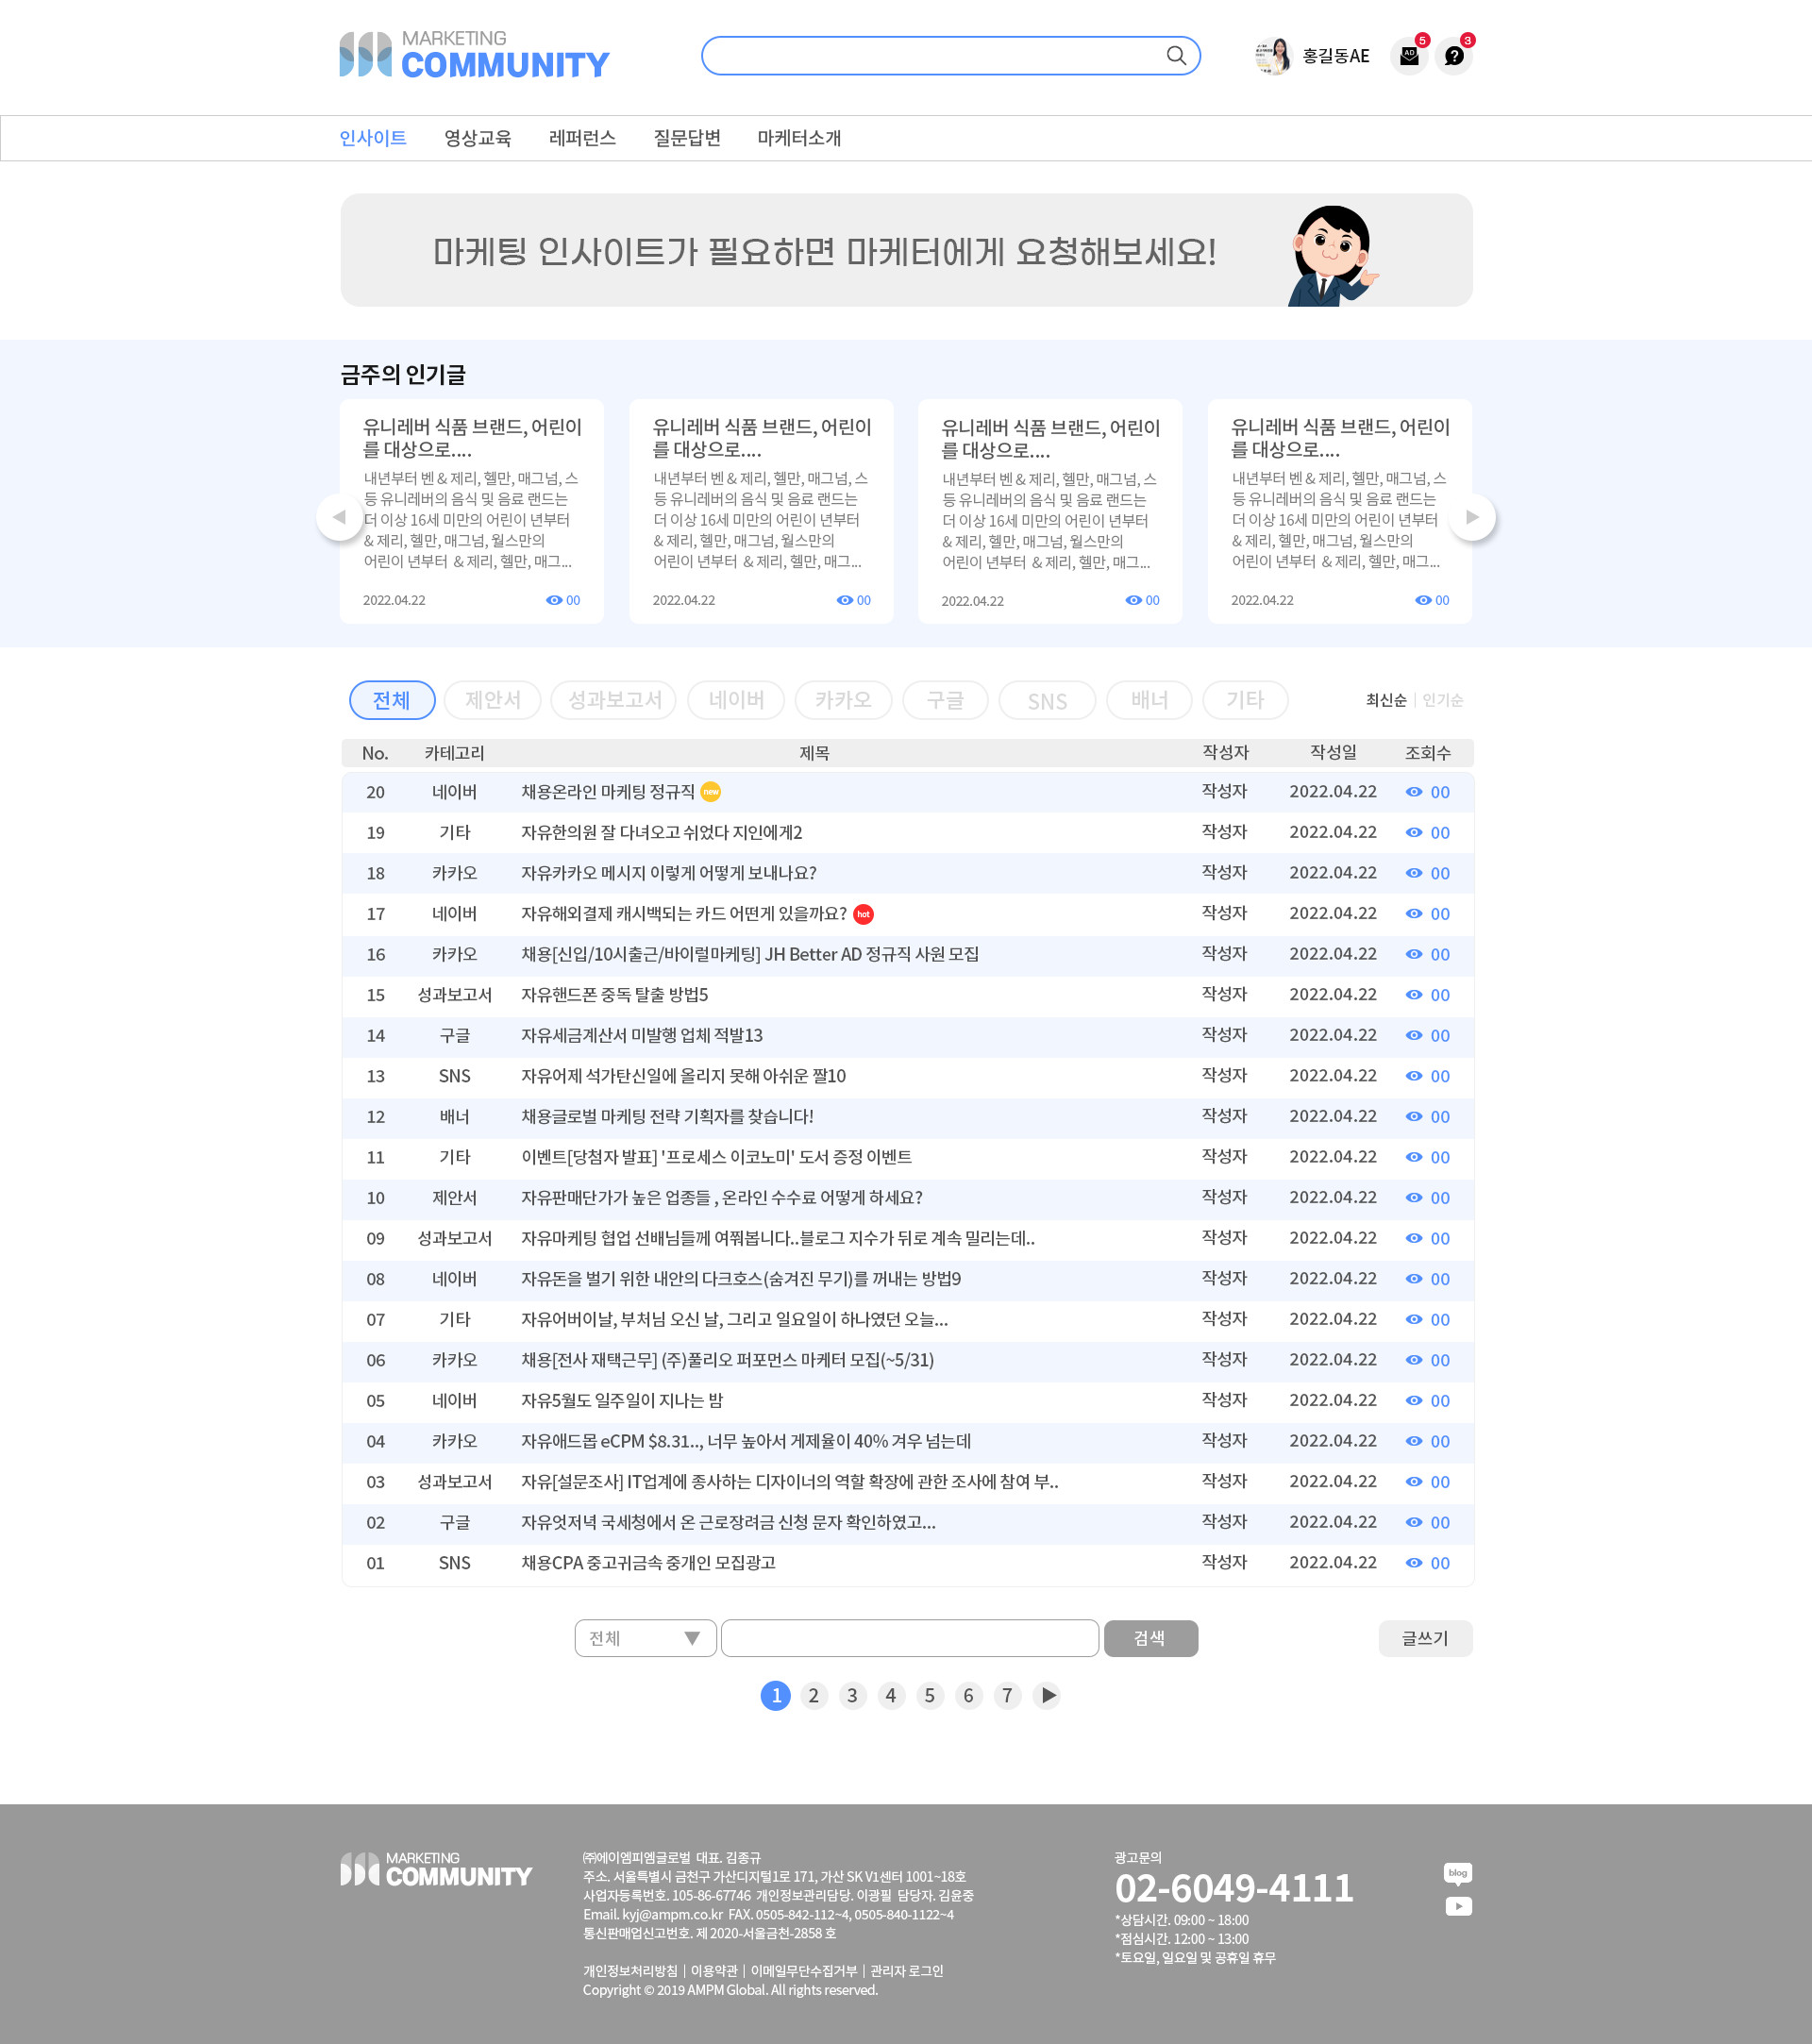 MARKETING
COMMUNITY
홍길동AE
AD
5
?
3
인사이트 영상교육 레퍼런스 질문답변 마케터소개
마케팅 인사이트가 필요하면 마케터에게 요청해보세요!
금주의 인기글
유니레버 식품 브랜드, 어린이
를 대상으로....
내년부터 벤 & 제리, 헬만, 매그넘, 스
등 유니레버의 음식 및 음료 랜드는
더 이상 16세 미만의 어린이 년부터
& 제리, 헬만, 매그넘, 월스만의
어린이 년부터 & 제리, 헬만, 매그...
2022.04.22 00
유니레버 식품 브랜드, 어린이
를 대상으로....
내년부터 벤 & 제리, 헬만, 매그넘, 스
등 유니레버의 음식 및 음료 랜드는
더 이상 16세 미만의 어린이 년부터
& 제리, 헬만, 매그넘, 월스만의
어린이 년부터 & 제리, 헬만, 매그...
2022.04.22 00
유니레버 식품 브랜드, 어린이
를 대상으로....
내년부터 벤 & 제리, 헬만, 매그넘, 스
등 유니레버의 음식 및 음료 랜드는
더 이상 16세 미만의 어린이 년부터
& 제리, 헬만, 매그넘, 월스만의
어린이 년부터 & 제리, 헬만, 매그...
2022.04.22 00
유니레버 식품 브랜드, 어린이
를 대상으로....
내년부터 벤 & 제리, 헬만, 매그넘, 스
등 유니레버의 음식 및 음료 랜드는
더 이상 16세 미만의 어린이 년부터
& 제리, 헬만, 매그넘, 월스만의
어린이 년부터 & 제리, 헬만, 매그...
2022.04.22 00
전체 제안서 성과보고서 네이버 카카오 구글 SNS 배너 기타 최신순 | 인기순
No. 카테고리 제목 작성자 작성일 조회수
20 네이버 채용온라인 마케팅 정규직 new 작성자 2022.04.22 00
19 기타 자유한의원 잘 다녀오고 쉬었다 지인에게2 작성자 2022.04.22 00
18 카카오 자유카카오 메시지 이렇게 어떻게 보내나요? 작성자 2022.04.22 00
17 네이버 자유해외결제 캐시백되는 카드 어떤게 있을까요? hot 작성자 2022.04.22 00
16 카카오 채용[신입/10시출근/바이럴마케팅] JH Better AD 정규직 사원 모집 작성자 2022.04.22 00
15 성과보고서 자유핸드폰 중독 탈출 방법5 작성자 2022.04.22 00
14 구글 자유세금계산서 미발행 업체 적발13 작성자 2022.04.22 00
13 SNS 자유어제 석가탄신일에 올리지 못해 아쉬운 짤10 작성자 2022.04.22 00
12 배너 채용글로벌 마케팅 전략 기획자를 찾습니다! 작성자 2022.04.22 00
11 기타 이벤트[당첨자 발표] '프로세스 이코노미' 도서 증정 이벤트 작성자 2022.04.22 00
10 제안서 자유판매단가가 높은 업종들 , 온라인 수수료 어떻게 하세요? 작성자 2022.04.22 00
09 성과보고서 자유마케팅 협업 선배님들께 여쭤봅니다..블로그 지수가 뒤로 계속 밀리는데.. 작성자 2022.04.22 00
08 네이버 자유돈을 벌기 위한 내안의 다크호스(숨겨진 무기)를 꺼내는 방법9 작성자 2022.04.22 00
07 기타 자유어버이날, 부처님 오신 날, 그리고 일요일이 하나였던 오늘... 작성자 2022.04.22 00
06 카카오 채용[전사 재택근무] (주)풀리오 퍼포먼스 마케터 모집(~5/31) 작성자 2022.04.22 00
05 네이버 자유5월도 일주일이 지나는 밤 작성자 2022.04.22 00
04 카카오 자유애드몹 eCPM $8.31.., 너무 높아서 게제율이 40% 겨우 넘는데 작성자 2022.04.22 00
03 성과보고서 자유[설문조사] IT업계에 종사하는 디자이너의 역할 확장에 관한 조사에 참여 부.. 작성자 2022.04.22 00
02 구글 자유엇저녁 국세청에서 온 근로장려금 신청 문자 확인하였고... 작성자 2022.04.22 00
01 SNS 채용CPA 중고귀금속 중개인 모집광고 작성자 2022.04.22 00
전체 ▼ 검색 글쓰기
1 2 3 4 5 6 7 ▶
MARKETING
COMMUNITY
㈜에이엠피엠글로벌 대표. 김종규
주소. 서울특별시 금천구 가산디지털1로 171, 가산 SK V1센터 1001~18호
사업자등록번호. 105-86-67746 개인정보관리담당. 이광필 담당자. 김윤중
Email. kyj@ampm.co.kr FAX. 0505-842-112~4, 0505-840-1122~4
통신판매업신고번호. 제 2020-서울금천-2858 호
개인정보처리방침 | 이용약관 | 이메일무단수집거부 | 관리자 로그인
Copyright © 2019 AMPM Global. All rights reserved.
광고문의
02-6049-4111
*상담시간. 09:00 ~ 18:00
*점심시간. 12:00 ~ 13:00
*토요일, 일요일 및 공휴일 휴무
blog